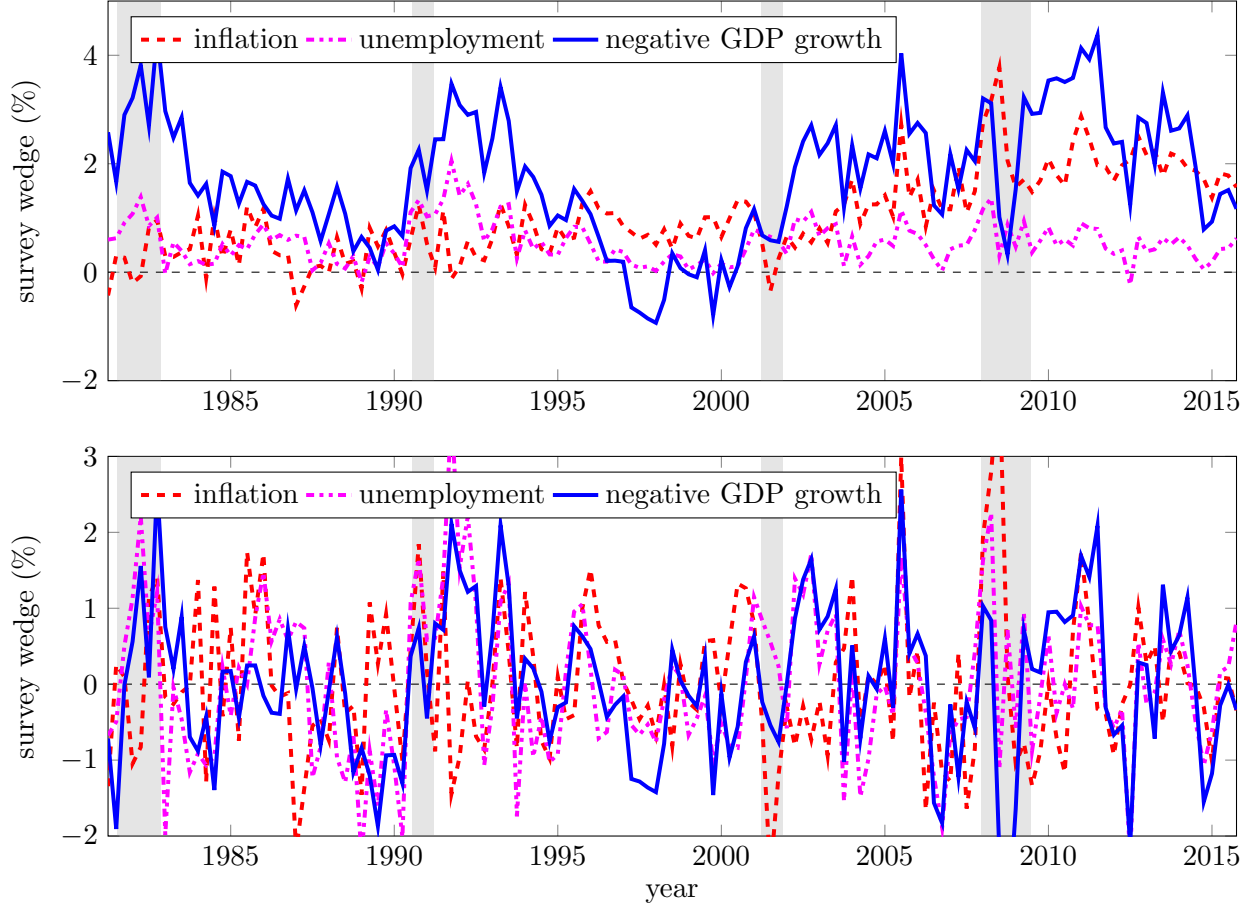 inflation unemployment negative GDP growth
4
2
0
−2
survey wedge (%)
1985 1990 1995 2000 2005 2010 2015
inflation unemployment negative GDP growth
3
2
1
0
−1
−2
survey wedge (%)
1985 1990 1995 2000 2005 2010 2015
year